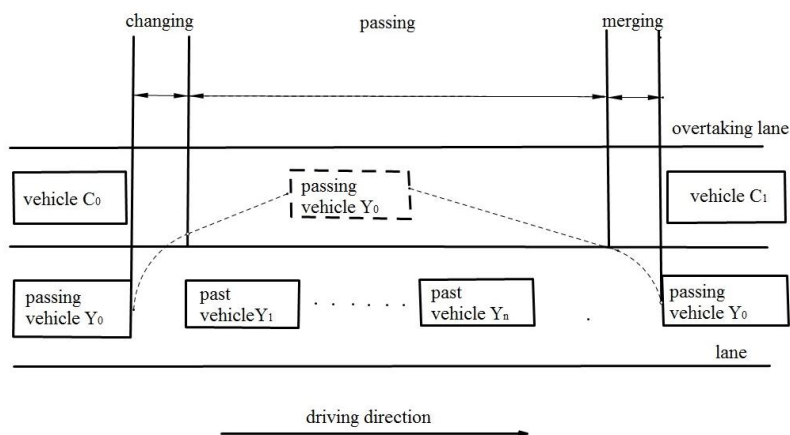 changing
passing
merging
overtaking lane
vehicle C₀
passing
vehicle Y₀
vehicle C₁
passing
vehicle Y₀
past
vehicleY₁
. . . . . . .
past
vehicle Yₙ
.
passing
vehicle Y₀
lane
driving direction